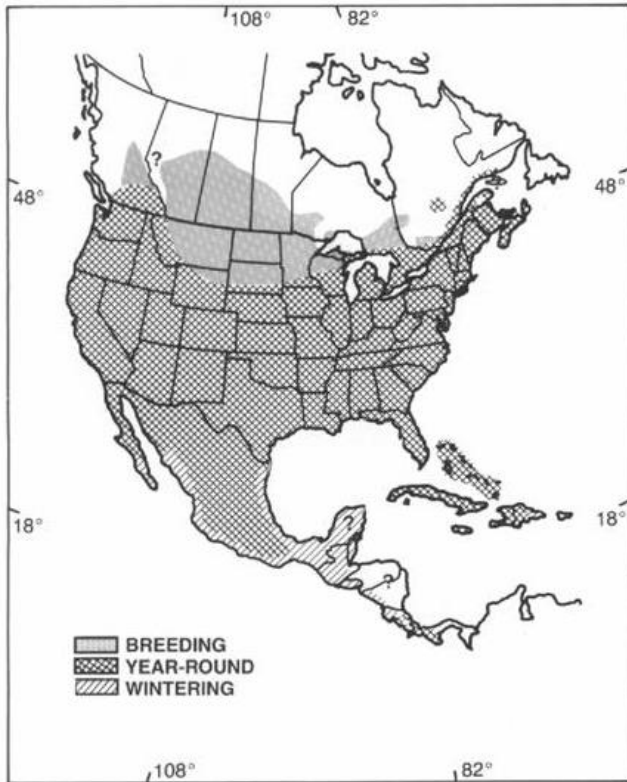 108° 82°
?
48° 48°
18° 18°
?
?
BREEDING
YEAR-ROUND
WINTERING
108° 82°